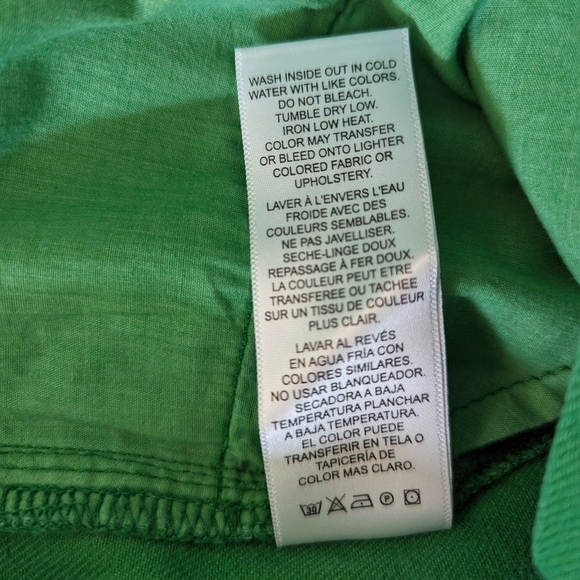 WASH INSIDE OUT IN COLD
WATER WITH LIKE COLORS.
DO NOT BLEACH.
TUMBLE DRY LOW.
IRON LOW HEAT.
COLOR MAY TRANSFER
OR BLEED ONTO LIGHTER
COLORED FABRIC OR
UPHOLSTERY.
LAVER À L'ENVERS L'EAU
FROIDE AVEC DES
COULEURS SEMBLABLES.
NE PAS JAVELLISER.
SECHE-LINGE DOUX
REPASSAGE À FER DOUX.
LA COULEUR PEUT ETRE
TRANSFEREE OU TACHEE
SUR UN TISSU DE COULEUR
PLUS CLAIR.
LAVAR AL REVÉS
EN AGUA FRÍA CON
COLORES SIMILARES.
NO USAR BLANQUEADOR.
SECADORA A BAJA
TEMPERATURA PLANCHAR
A BAJA TEMPERATURA.
EL COLOR PUEDE
TRANSFERIR EN TELA O
TAPICERÍA DE
COLOR MAS CLARO.
30 P